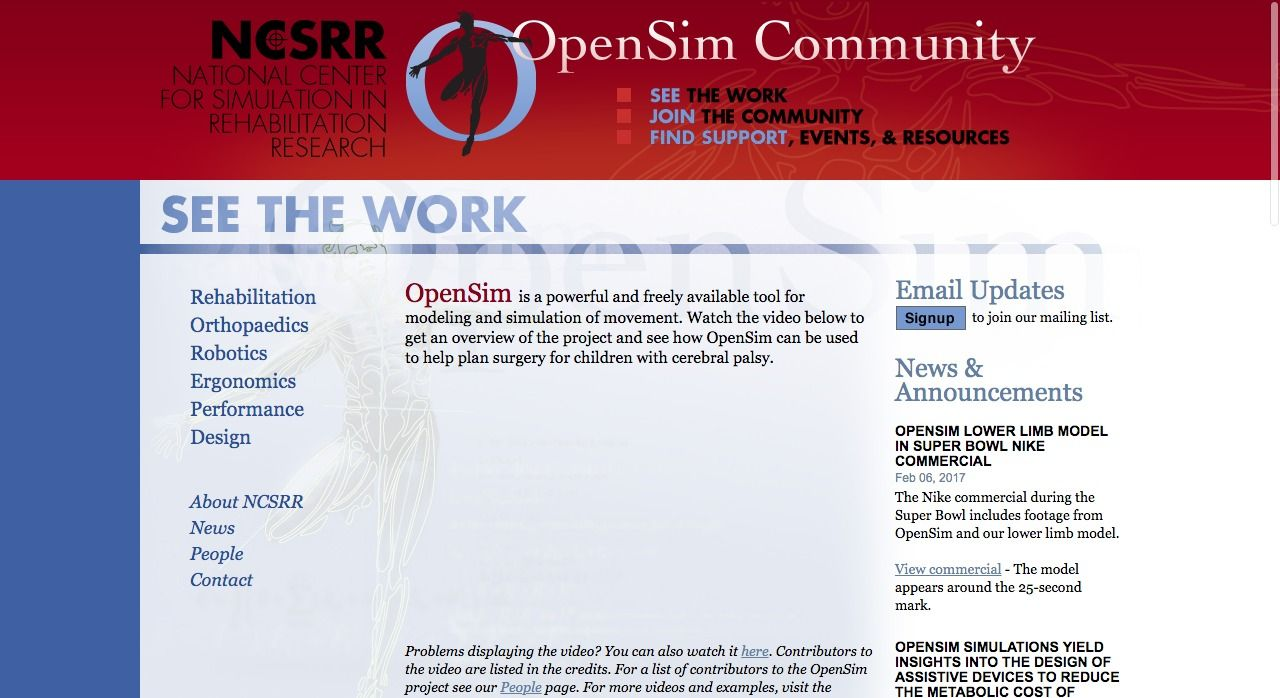 NCSRR
NATIONAL CENTER
FOR SIMULATION IN
REHABILITATION
RESEARCH
OpenSim Community
SEE THE WORK
JOIN THE COMMUNITY
FIND SUPPORT, EVENTS, & RESOURCES
OpenSim
SEE THE WORK
Rehabilitation
Orthopaedics
Robotics
Ergonomics
Performance
Design
About NCSRR
News
People
Contact
OpenSim is a powerful and freely available tool for
modeling and simulation of movement. Watch the video below to
get an overview of the project and see how OpenSim can be used
to help plan surgery for children with cerebral palsy.
Problems displaying the video? You can also watch it here. Contributors to
the video are listed in the credits. For a list of contributors to the OpenSim
project see our People page. For more videos and examples, visit the
Email Updates
Signup to join our mailing list.
News &
Announcements
OPENSIM LOWER LIMB MODEL
IN SUPER BOWL NIKE
COMMERCIAL
Feb 06, 2017
The Nike commercial during the
Super Bowl includes footage from
OpenSim and our lower limb model.
View commercial - The model
appears around the 25-second
mark.
OPENSIM SIMULATIONS YIELD
INSIGHTS INTO THE DESIGN OF
ASSISTIVE DEVICES TO REDUCE
THE METABOLIC COST OF